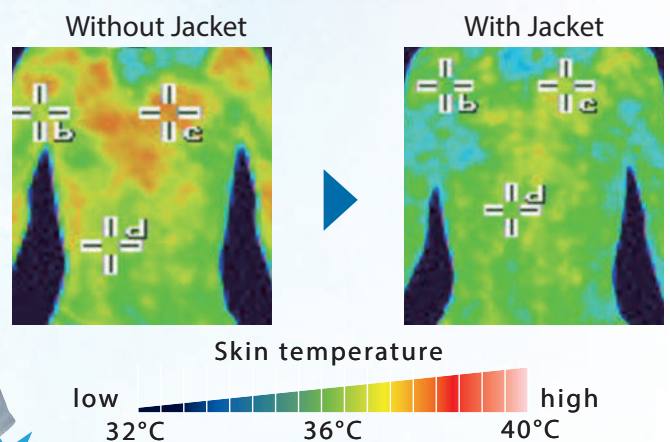 Without Jacket
With Jacket
b
c
d
b
c
d
Skin temperature
low
high
32°C
36°C
40°C